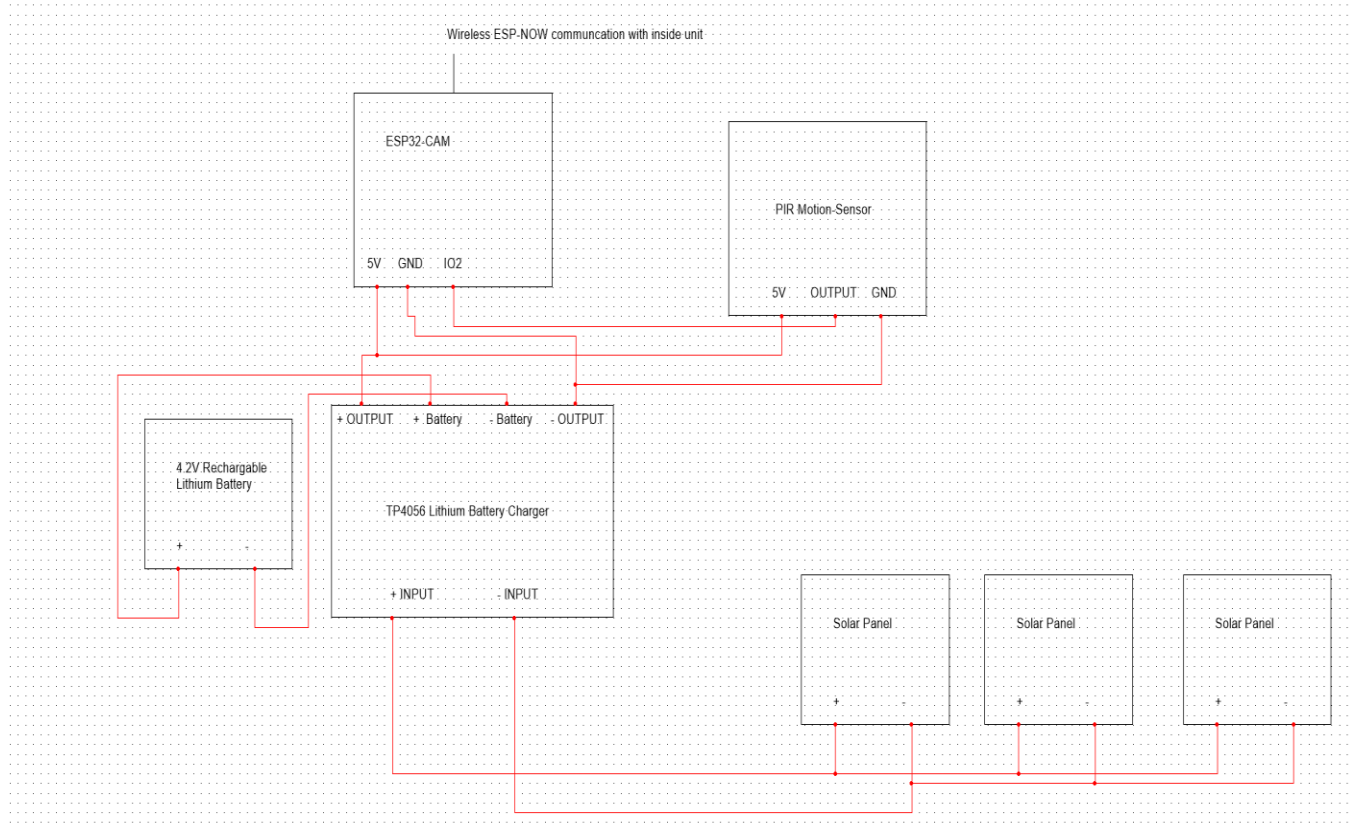 Wireless ESP-NOW communcation with inside unit
ESP32-CAM
5V GND IO2
PIR Motion-Sensor
5V OUTPUT GND
+ OUTPUT + Battery - Battery - OUTPUT
4.2V Rechargable
Lithium Battery
+ -
TP4056 Lithium Battery Charger
+ INPUT - INPUT
Solar Panel
+ -
Solar Panel
+ -
Solar Panel
+ -